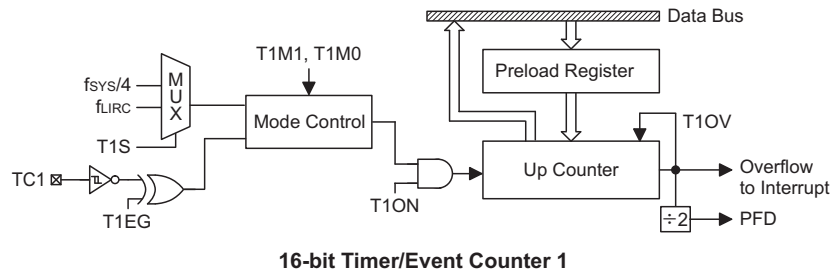 Data Bus
T1M1, T1M0
Preload Register
fSYS/4
fLIRC
MUX
Mode Control
T1S
T1OV
Up Counter
TC1
T1EG
T1ON
Overflow
to Interrupt
÷2
PFD
16-bit Timer/Event Counter 1